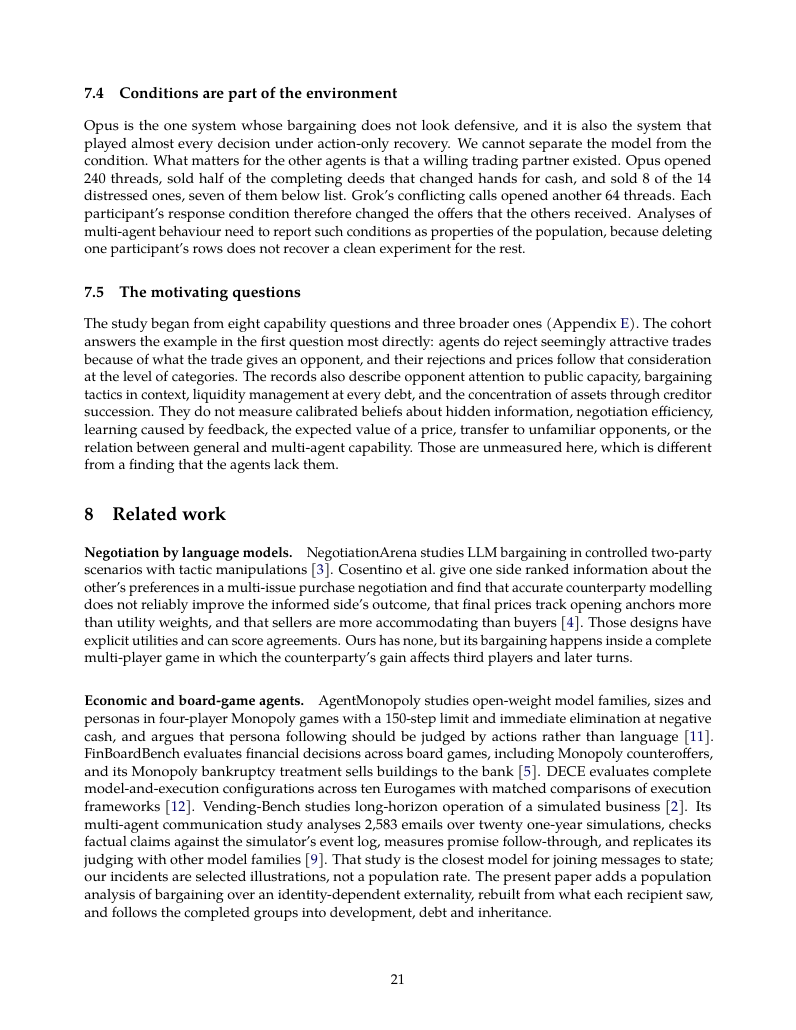 7.4 Conditions are part of the environment
Opus is the one system whose bargaining does not look defensive, and it is also the system that
played almost every decision under action-only recovery. We cannot separate the model from the
condition. What matters for the other agents is that a willing trading partner existed. Opus opened
240 threads, sold half of the completing deeds that changed hands for cash, and sold 8 of the 14
distressed ones, seven of them below list. Grok's conflicting calls opened another 64 threads. Each
participant's response condition therefore changed the offers that the others received. Analyses of
multi-agent behaviour need to report such conditions as properties of the population, because deleting
one participant's rows does not recover a clean experiment for the rest.
7.5 The motivating questions
The study began from eight capability questions and three broader ones (Appendix E). The cohort
answers the example in the first question most directly: agents do reject seemingly attractive trades
because of what the trade gives an opponent, and their rejections and prices follow that consideration
at the level of categories. The records also describe opponent attention to public capacity, bargaining
tactics in context, liquidity management at every debt, and the concentration of assets through creditor
succession. They do not measure calibrated beliefs about hidden information, negotiation efficiency,
learning caused by feedback, the expected value of a price, transfer to unfamiliar opponents, or the
relation between general and multi-agent capability. Those are unmeasured here, which is different
from a finding that the agents lack them.
8 Related work
Negotiation by language models. NegotiationArena studies LLM bargaining in controlled two-party
scenarios with tactic manipulations [3]. Cosentino et al. give one side ranked information about the
other's preferences in a multi-issue purchase negotiation and find that accurate counterparty modelling
does not reliably improve the informed side's outcome, that final prices track opening anchors more
than utility weights, and that sellers are more accommodating than buyers [4]. Those designs have
explicit utilities and can score agreements. Ours has none, but its bargaining happens inside a complete
multi-player game in which the counterparty's gain affects third players and later turns.
Economic and board-game agents. AgentMonopoly studies open-weight model families, sizes and
personas in four-player Monopoly games with a 150-step limit and immediate elimination at negative
cash, and argues that persona following should be judged by actions rather than language [11].
FinBoardBench evaluates financial decisions across board games, including Monopoly counteroffers,
and its Monopoly bankruptcy treatment sells buildings to the bank [5]. DECE evaluates complete
model-and-execution configurations across ten Eurogames with matched comparisons of execution
frameworks [12]. Vending-Bench studies long-horizon operation of a simulated business [2]. Its
multi-agent communication study analyses 2,583 emails over twenty one-year simulations, checks
factual claims against the simulator's event log, measures promise follow-through, and replicates its
judging with other model families [9]. That study is the closest model for joining messages to state;
our incidents are selected illustrations, not a population rate. The present paper adds a population
analysis of bargaining over an identity-dependent externality, rebuilt from what each recipient saw,
and follows the completed groups into development, debt and inheritance.
21